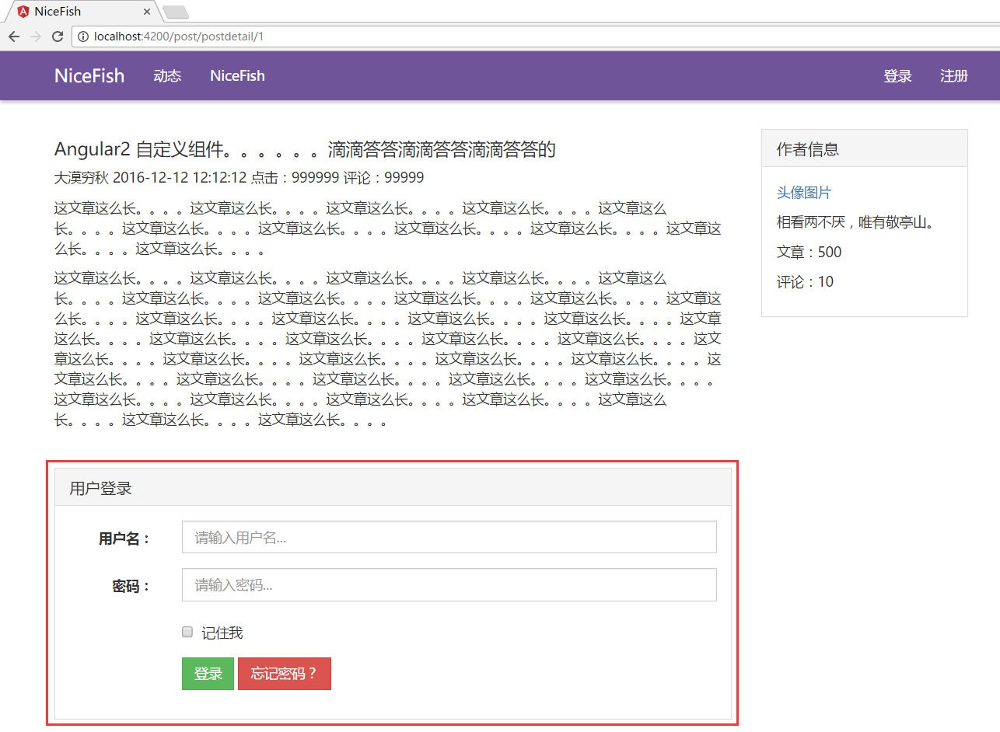 NiceFish
localhost:4200/post/postdetail/1
NiceFish 动态 NiceFish 登录 注册
Angular2 自定义组件。。。。。。滴滴答答滴滴答答滴滴答答的
大漠穷秋 2016-12-12 12:12:12 点击：999999 评论：99999
这文章这么长。。。。这文章这么长。。。。这文章这么长。。。。这文章这么长。。。。这文章这么
长。。。。这文章这么长。。。。这文章这么长。。。。这文章这么长。。。。这文章这么长。。。。这文章这
么长。。。。这文章这么长。。。。
这文章这么长。。。。这文章这么长。。。。这文章这么长。。。。这文章这么长。。。。这文章这么
长。。。。这文章这么长。。。。这文章这么长。。。。这文章这么长。。。。这文章这么长。。。。这文章这
么长。。。。这文章这么长。。。。这文章这么长。。。。这文章这么长。。。。这文章这么长。。。。这文章
这么长。。。。这文章这么长。。。。这文章这么长。。。。这文章这么长。。。。这文章这么长。。。。这文
章这么长。。。。这文章这么长。。。。这文章这么长。。。。这文章这么长。。。。这文章这么长。。。。这
文章这么长。。。。这文章这么长。。。。这文章这么长。。。。这文章这么长。。。。这文章这么长。。。。
这文章这么长。。。。这文章这么长。。。。这文章这么长。。。。这文章这么长。。。。这文章这么
长。。。。这文章这么长。。。。这文章这么长。。。。
作者信息
头像图片
相看两不厌，唯有敬亭山。
文章：500
评论：10
用户登录
用户名： 请输入用户名...
密码： 请输入密码...
记住我
登录 忘记密码？